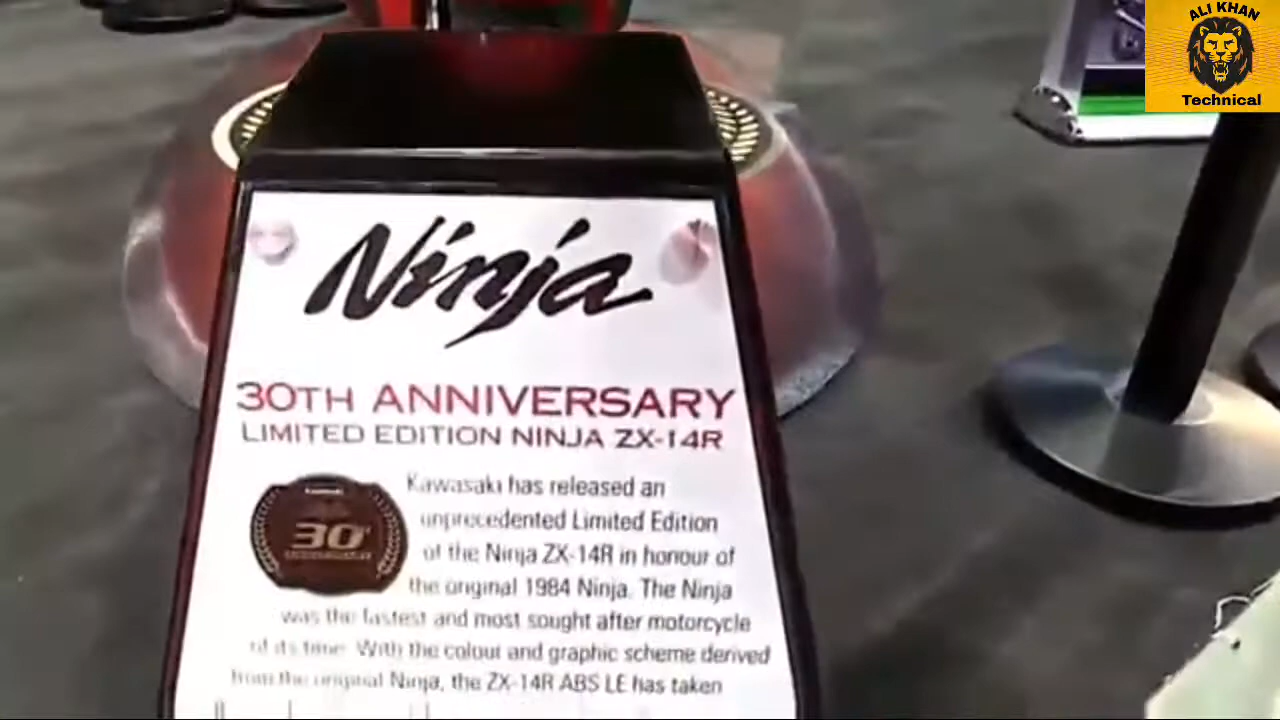 ALI KHAN
Technical
Ninja
30TH ANNIVERSARY
LIMITED EDITION NINJA ZX-14R
30
Kawasaki has released an
unprecedented Limited Edition
of the Ninja ZX-14R in honour of
the original 1984 Ninja. The Ninja
was the fastest and most sought after motorcycle
of its time. With the colour and graphic scheme derived
from the original Ninja, the ZX-14R ABS LE has taken